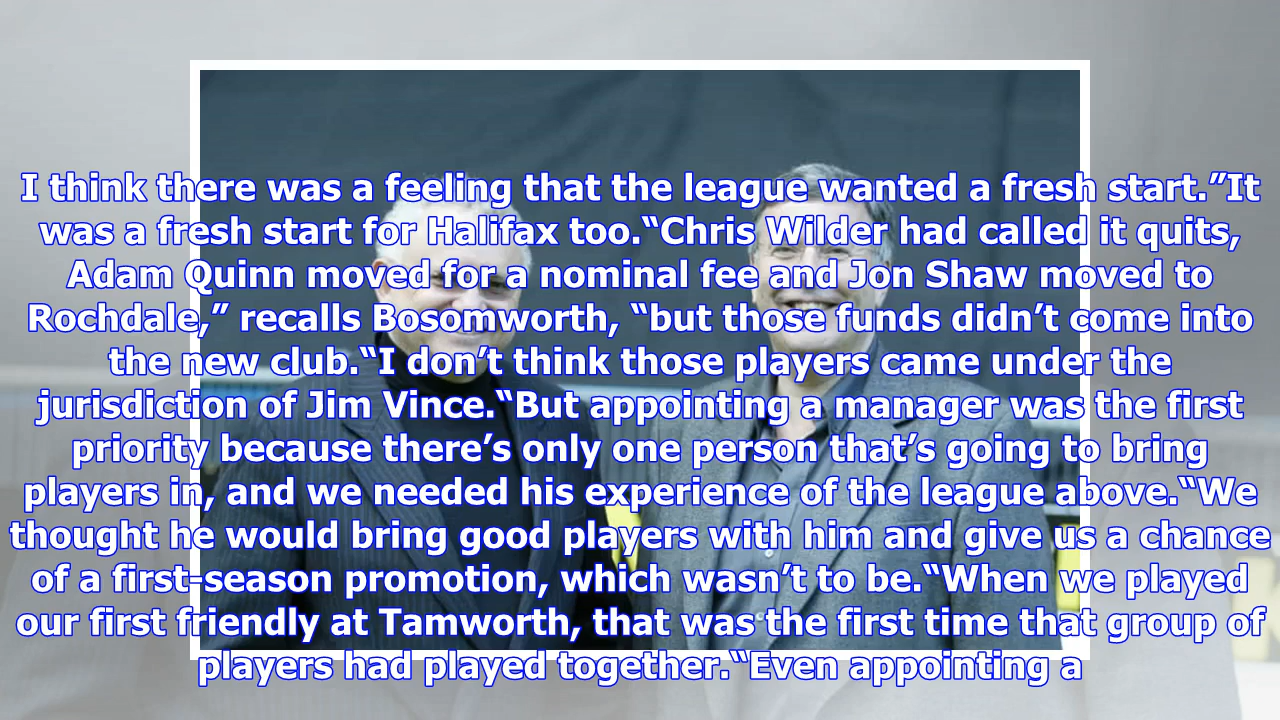 I think there was a feeling that the league wanted a fresh start.”It
was a fresh start for Halifax too.“Chris Wilder had called it quits,
Adam Quinn moved for a nominal fee and Jon Shaw moved to
Rochdale,” recalls Bosomworth, “but those funds didn’t come into
the new club.“I don’t think those players came under the
jurisdiction of Jim Vince.“But appointing a manager was the first
priority because there’s only one person that’s going to bring
players in, and we needed his experience of the league above.“We
thought he would bring good players with him and give us a chance
of a first-season promotion, which wasn’t to be.“When we played
our first friendly at Tamworth, that was the first time that group of
players had played together.“Even appointing a